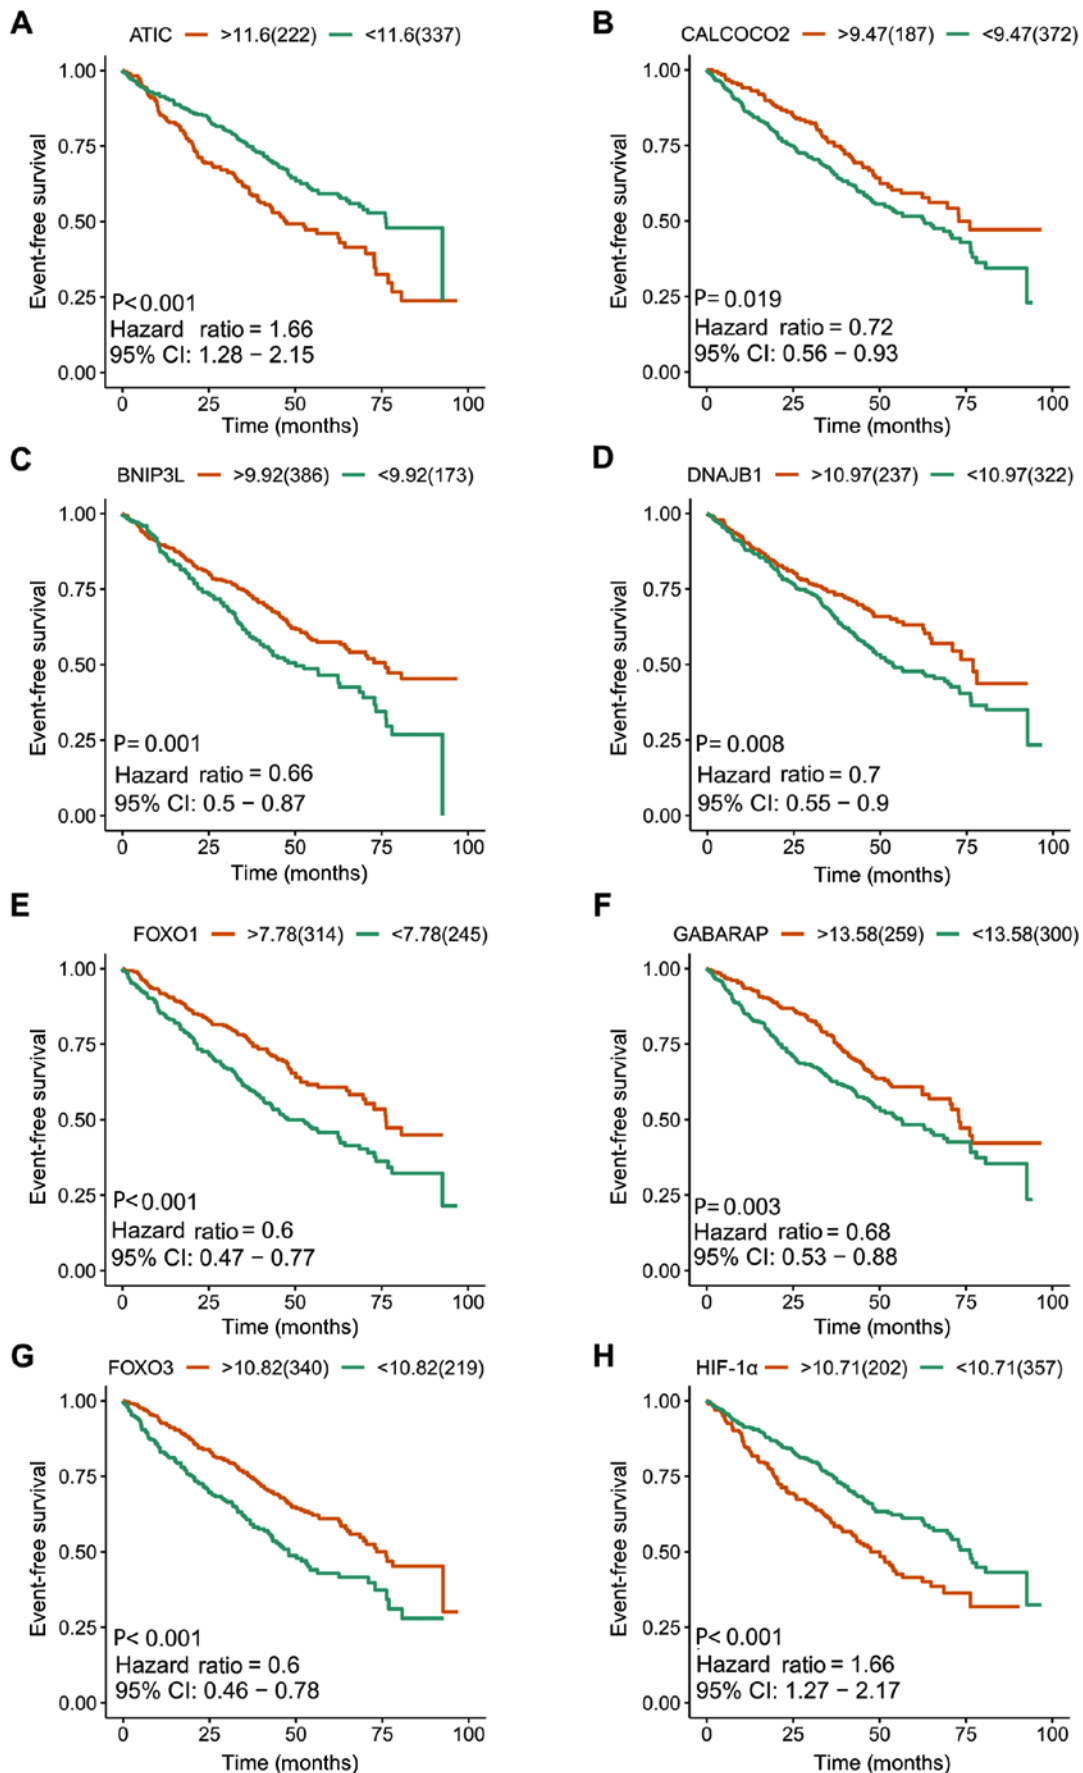 A
ATIC >11.6(222) <11.6(337)
Event-free survival
1.00
0.75
0.50
0.25
0.00
P< 0.001
Hazard ratio = 1.66
95% CI: 1.28 − 2.15
0 25 50 75 100
Time (months)
B
CALCOCO2 >9.47(187) <9.47(372)
Event-free survival
1.00
0.75
0.50
0.25
0.00
P= 0.019
Hazard ratio = 0.72
95% CI: 0.56 − 0.93
0 25 50 75 100
Time (months)
C
BNIP3L >9.92(386) <9.92(173)
Event-free survival
1.00
0.75
0.50
0.25
0.00
P= 0.001
Hazard ratio = 0.66
95% CI: 0.5 − 0.87
0 25 50 75 100
Time (months)
D
DNAJB1 >10.97(237) <10.97(322)
Event-free survival
1.00
0.75
0.50
0.25
0.00
P= 0.008
Hazard ratio = 0.7
95% CI: 0.55 − 0.9
0 25 50 75 100
Time (months)
E
FOXO1 >7.78(314) <7.78(245)
Event-free survival
1.00
0.75
0.50
0.25
0.00
P< 0.001
Hazard ratio = 0.6
95% CI: 0.47 − 0.77
0 25 50 75 100
Time (months)
F
GABARAP >13.58(259) <13.58(300)
Event-free survival
1.00
0.75
0.50
0.25
0.00
P= 0.003
Hazard ratio = 0.68
95% CI: 0.53 − 0.88
0 25 50 75 100
Time (months)
G
FOXO3 >10.82(340) <10.82(219)
Event-free survival
1.00
0.75
0.50
0.25
0.00
P< 0.001
Hazard ratio = 0.6
95% CI: 0.46 − 0.78
0 25 50 75 100
Time (months)
H
HIF-1α >10.71(202) <10.71(357)
Event-free survival
1.00
0.75
0.50
0.25
0.00
P< 0.001
Hazard ratio = 1.66
95% CI: 1.27 − 2.17
0 25 50 75 100
Time (months)